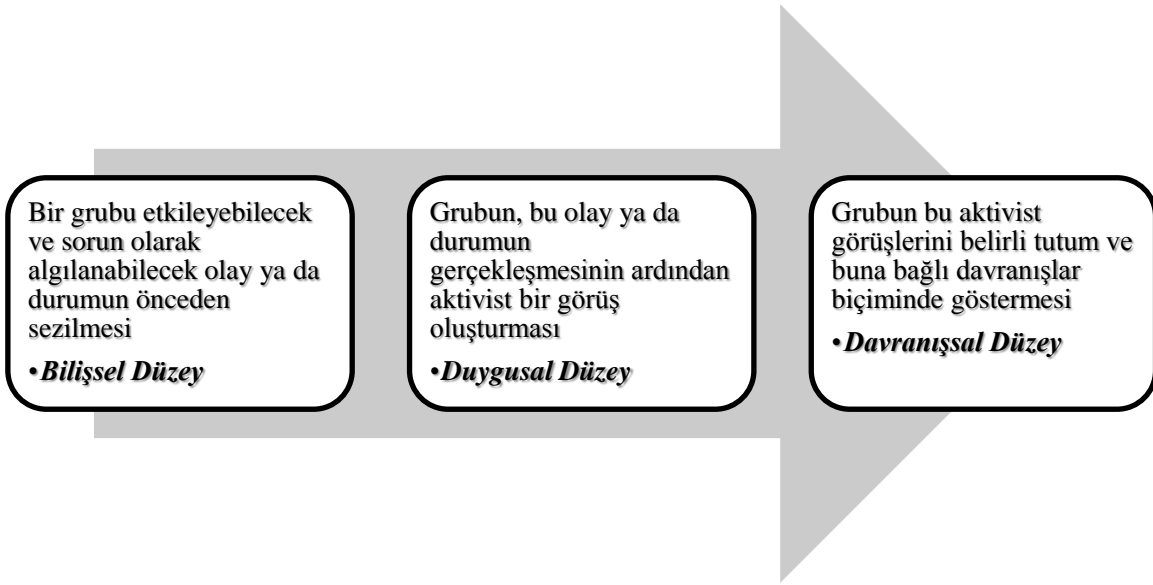 Bir grubu etkileyebilecek
ve sorun olarak
algılanabilecek olay ya da
durumun önceden
sezilmesi
•Bilişsel Düzey
Grubun, bu olay ya da
durumun
gerçekleşmesinin ardından
aktivist bir görüş
oluşturması
•Duygusal Düzey
Grubun bu aktivist
görüşlerini belirli tutum ve
buna bağlı davranışlar
biçiminde göstermesi
•Davranışsal Düzey